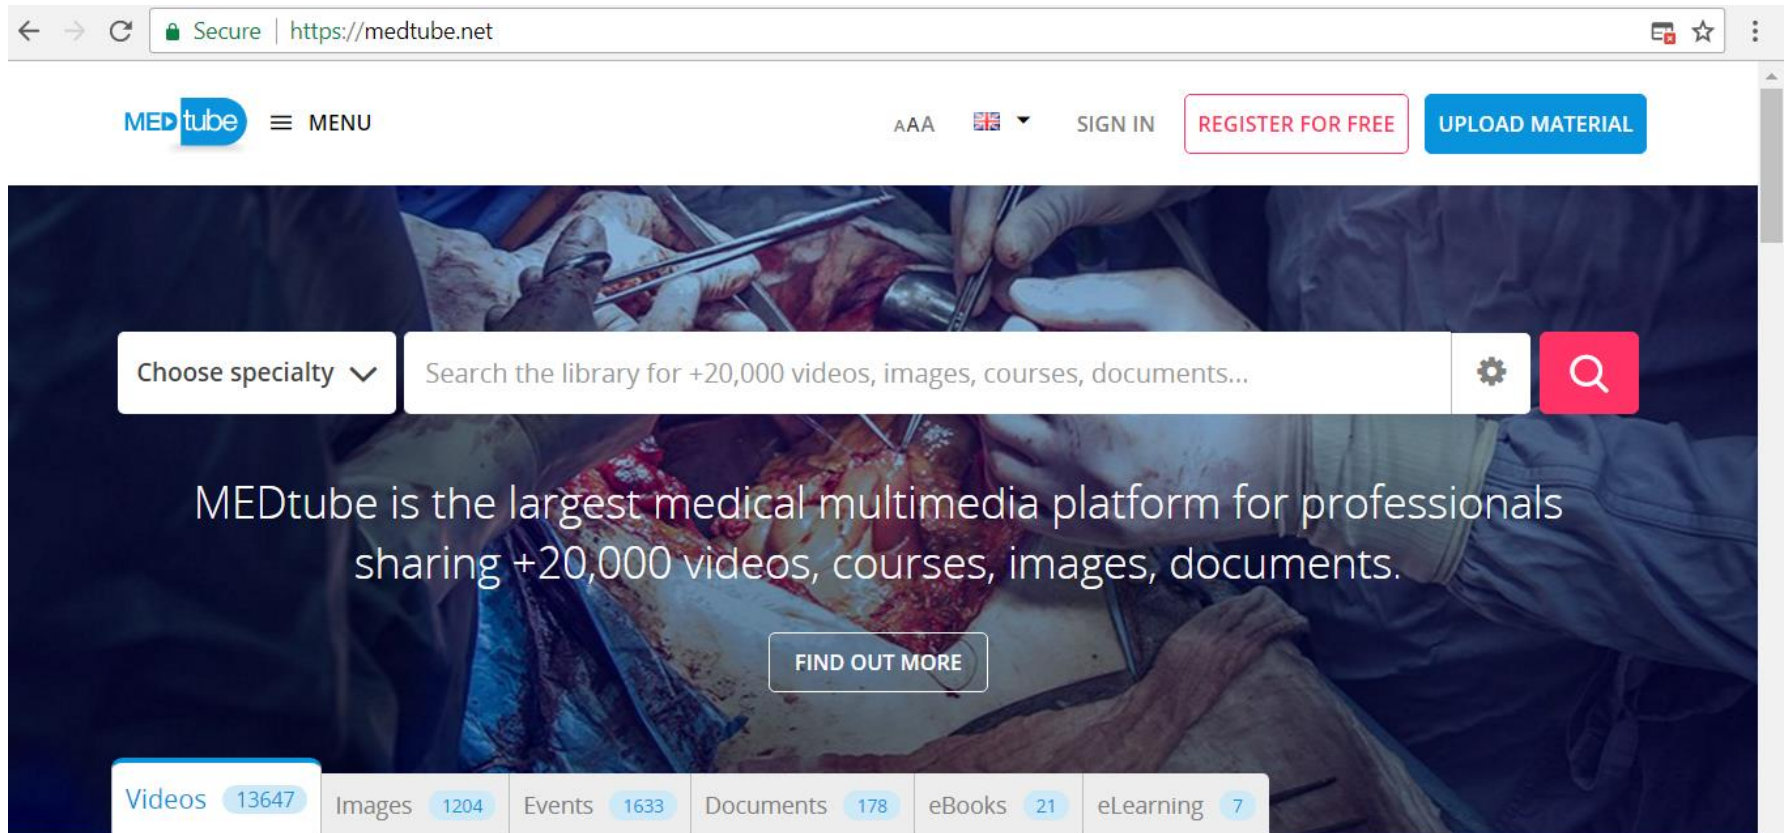 Secure | https://medtube.net
MEDtube MENU AAA SIGN IN REGISTER FOR FREE UPLOAD MATERIAL
Choose specialty Search the library for +20,000 videos, images, courses, documents...
MEDtube is the largest medical multimedia platform for professionals
sharing +20,000 videos, courses, images, documents.
FIND OUT MORE
Videos 13647 Images 1204 Events 1633 Documents 178 eBooks 21 eLearning 7